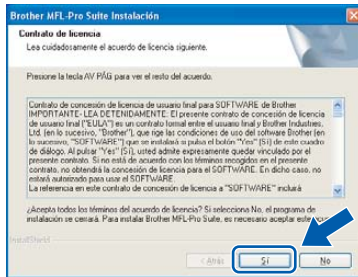 Brother MFL-Pro Suite Instalación
Contrato de licencia
Lea cuidadosamente el acuerdo de licencia siguiente.
Presione la tecla AV PÁG para ver el resto del acuerdo.
Contrato de concesión de licencia de usuario final para SOFTWARE de Brother
IMPORTANTE- LEA DETENIDAMENTE: El presente contrato de concesión de licencia
de usuario final ("EULA") es un contrato formal entre el usuario final y Brother Industries,
Ltd. (en lo sucesivo, "Brother"), que rige las condiciones de uso del software Brother (en
lo sucesivo, "SOFTWARE") que se instalará si pulsa el botón "Yes" (Sí) de este cuadro
de diálogo. Al pulsar "Yes" (Sí), usted admite expresamente quedar vinculado por el
presente contrato. Si no está de acuerdo con los términos recogidos en el presente
contrato, no obtendrá la concesión de licencia para el SOFTWARE. En dicho caso, no
estará autorizado para usar el SOFTWARE.
La referencia en este contrato de concesión de licencia a "SOFTWARE" incluirá
¿Acepta todos los términos del acuerdo de licencia? Si selecciona No, el programa de
instalación se cerrará. Para instalar Brother MFL-Pro Suite, es necesario aceptar este
InstallShield
< Atrás
Sí
No